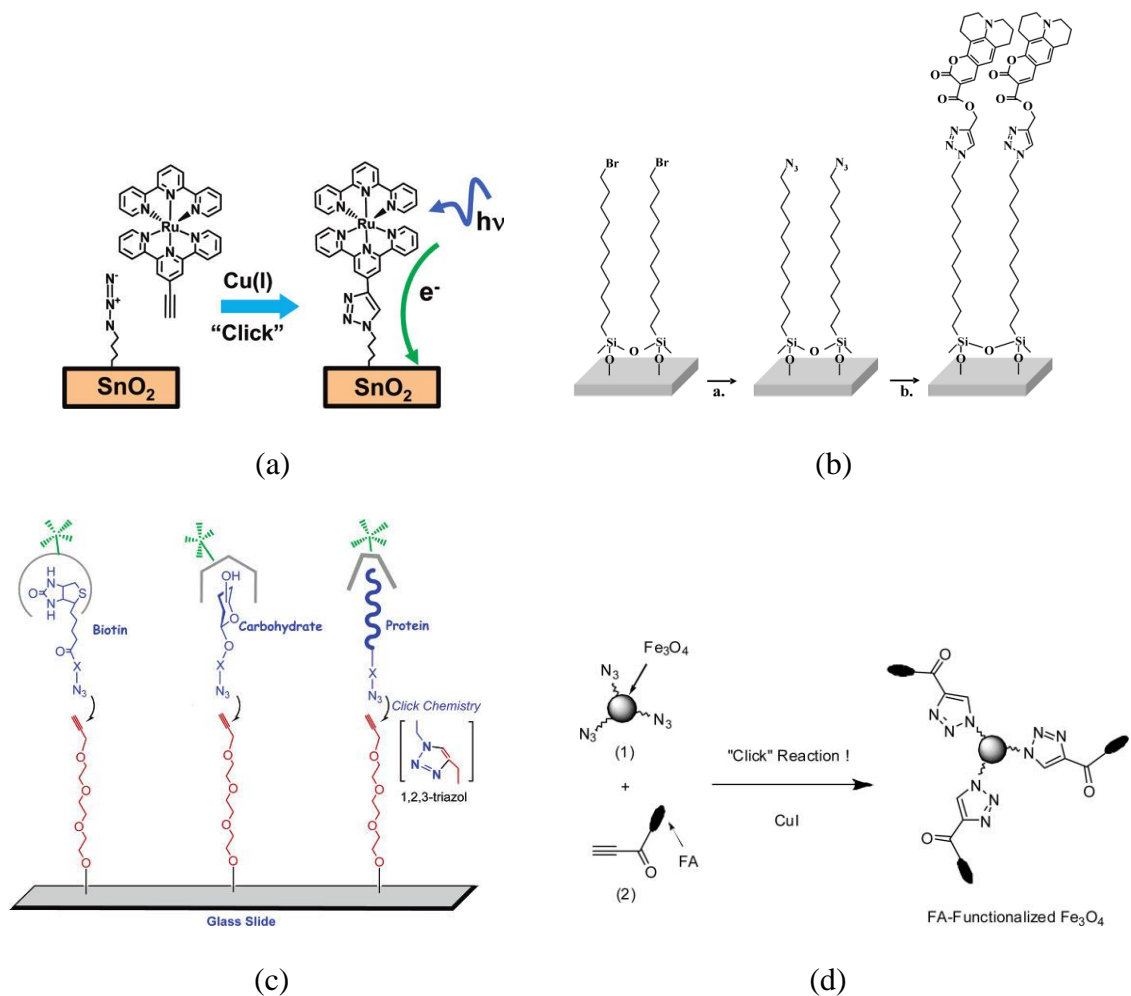 N
N
N
N
Ru
N
N
N
hν
N⁻
N⁺
N
Cu(I)
"Click"
e⁻
N
N
N
SnO₂
SnO₂
(a)
Br
Br
N₃
N₃
N
N
O
O
O
O
O
O
O
O
N
N
N
N
N
N
Si
O
Si
O
O
Si
O
Si
O
O
Si
O
Si
O
O
a.
b.
(b)
HN
O
N
H
S
Biotin
O
X
N₃
OH
O
Carbohydrate
O
X
N₃
Protein
X
N₃
Click Chemistry
N
N
N
1,2,3-triazol
O
O
O
O
O
O
O
O
O
O
O
O
Glass Slide
(c)
Fe₃O₄
N₃
N₃
N₃
(1)
+
FA
O
(2)
"Click" Reaction !
CuI
O
N
N
N
N
N
N
O
N
N
N
O
FA-Functionalized Fe₃O₄
(d)